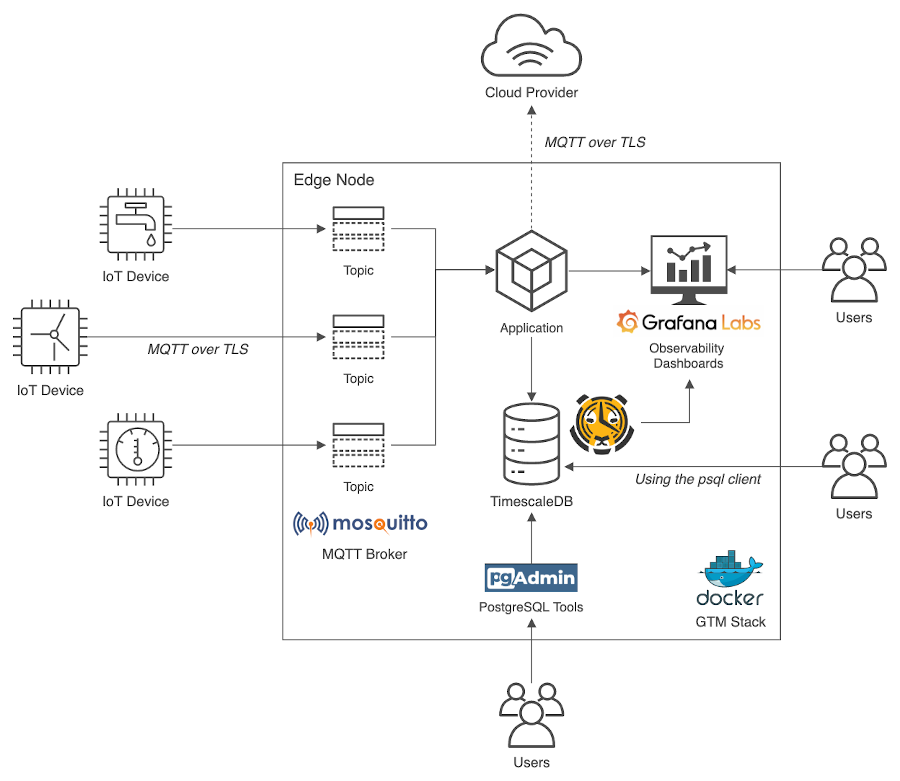 Cloud Provider
MQTT over TLS
Edge Node
IoT Device
Topic
Application
Grafana Labs
Observability
Dashboards
Users
IoT Device
MQTT over TLS
Topic
IoT Device
Topic
TimescaleDB
Using the psql client
Users
mosquitto
MQTT Broker
pgAdmin
PostgreSQL Tools
docker
GTM Stack
Users